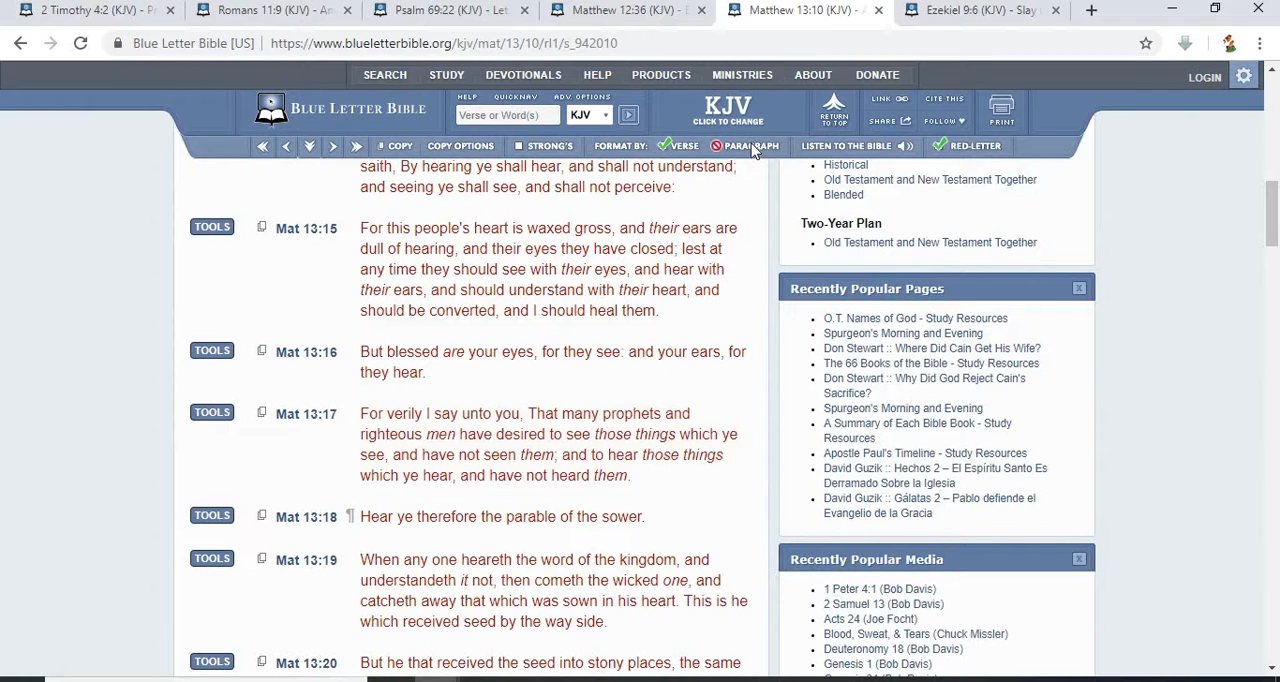 2 Timothy 4:2 (KJV) - P
Romans 11:9 (KJV) - An
Psalm 69:22 (KJV) - Let
Matthew 12:36 (KJV) -
Matthew 13:10 (KJV) - A
Ezekiel 9:6 (KJV) - Slay
Blue Letter Bible [US]
https://www.blueletterbible.org/kjv/mat/13/10/rl1/s_942010
SEARCH STUDY DEVOTIONALS HELP PRODUCTS MINISTRIES ABOUT DONATE
LOGIN
BLUE LETTER BIBLE
HELP QUICKNAV ADV. OPTIONS
Verse or Word(s) KJV
KJV
CLICK TO CHANGE
RETURN
TO TOP
LINK CITE THIS
SHARE FOLLOW
PRINT
COPY COPY OPTIONS STRONG'S FORMAT BY: VERSE PARAGRAPH LISTEN TO THE BIBLE RED-LETTER
saith, By hearing ye shall hear, and shall not understand;
and seeing ye shall see, and shall not perceive:
TOOLS Mat 13:15 For this people's heart is waxed gross, and their ears are
dull of hearing, and their eyes they have closed; lest at
any time they should see with their eyes, and hear with
their ears, and should understand with their heart, and
should be converted, and I should heal them.
TOOLS Mat 13:16 But blessed are your eyes, for they see: and your ears, for
they hear.
TOOLS Mat 13:17 For verily I say unto you, That many prophets and
righteous men have desired to see those things which ye
see, and have not seen them; and to hear those things
which ye hear, and have not heard them.
TOOLS Mat 13:18 ¶ Hear ye therefore the parable of the sower.
TOOLS Mat 13:19 When any one heareth the word of the kingdom, and
understandeth it not, then cometh the wicked one, and
catcheth away that which was sown in his heart. This is he
which received seed by the way side.
TOOLS Mat 13:20 But he that received the seed into stony places, the same
Historical
Old Testament and New Testament Together
Blended
Two-Year Plan
Old Testament and New Testament Together
Recently Popular Pages
O.T. Names of God - Study Resources
Spurgeon's Morning and Evening
Don Stewart :: Where Did Cain Get His Wife?
The 66 Books of the Bible - Study Resources
Don Stewart :: Why Did God Reject Cain's
Sacrifice?
Spurgeon's Morning and Evening
A Summary of Each Bible Book - Study
Resources
Apostle Paul's Timeline - Study Resources
David Guzik :: Hechos 2 – El Espíritu Santo Es
Derramado Sobre la Iglesia
David Guzik :: Gálatas 2 – Pablo defiende el
Evangelio de la Gracia
Recently Popular Media
1 Peter 4:1 (Bob Davis)
2 Samuel 13 (Bob Davis)
Acts 24 (Joe Focht)
Blood, Sweat, & Tears (Chuck Missler)
Deuteronomy 18 (Bob Davis)
Genesis 1 (Bob Davis)